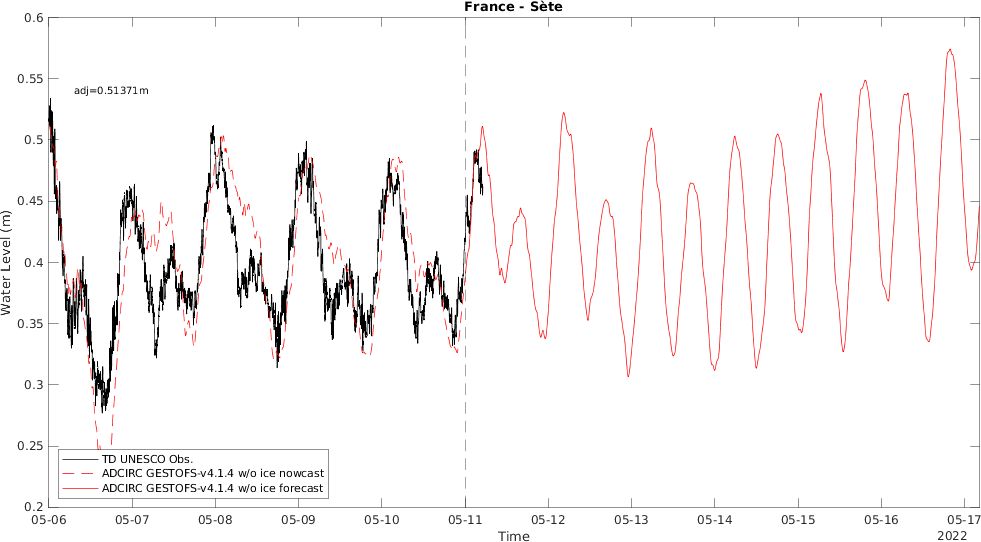 France - Sète
0.6
0.55
0.5
0.45
0.4
0.35
0.3
0.25
0.2
Water Level (m)
adj=0.51371m
TD UNESCO Obs.
ADCIRC GESTOFS-v4.1.4 w/o ice nowcast
ADCIRC GESTOFS-v4.1.4 w/o ice forecast
05-06 05-07 05-08 05-09 05-10 05-11 05-12 05-13 05-14 05-15 05-16 05-17
Time
2022